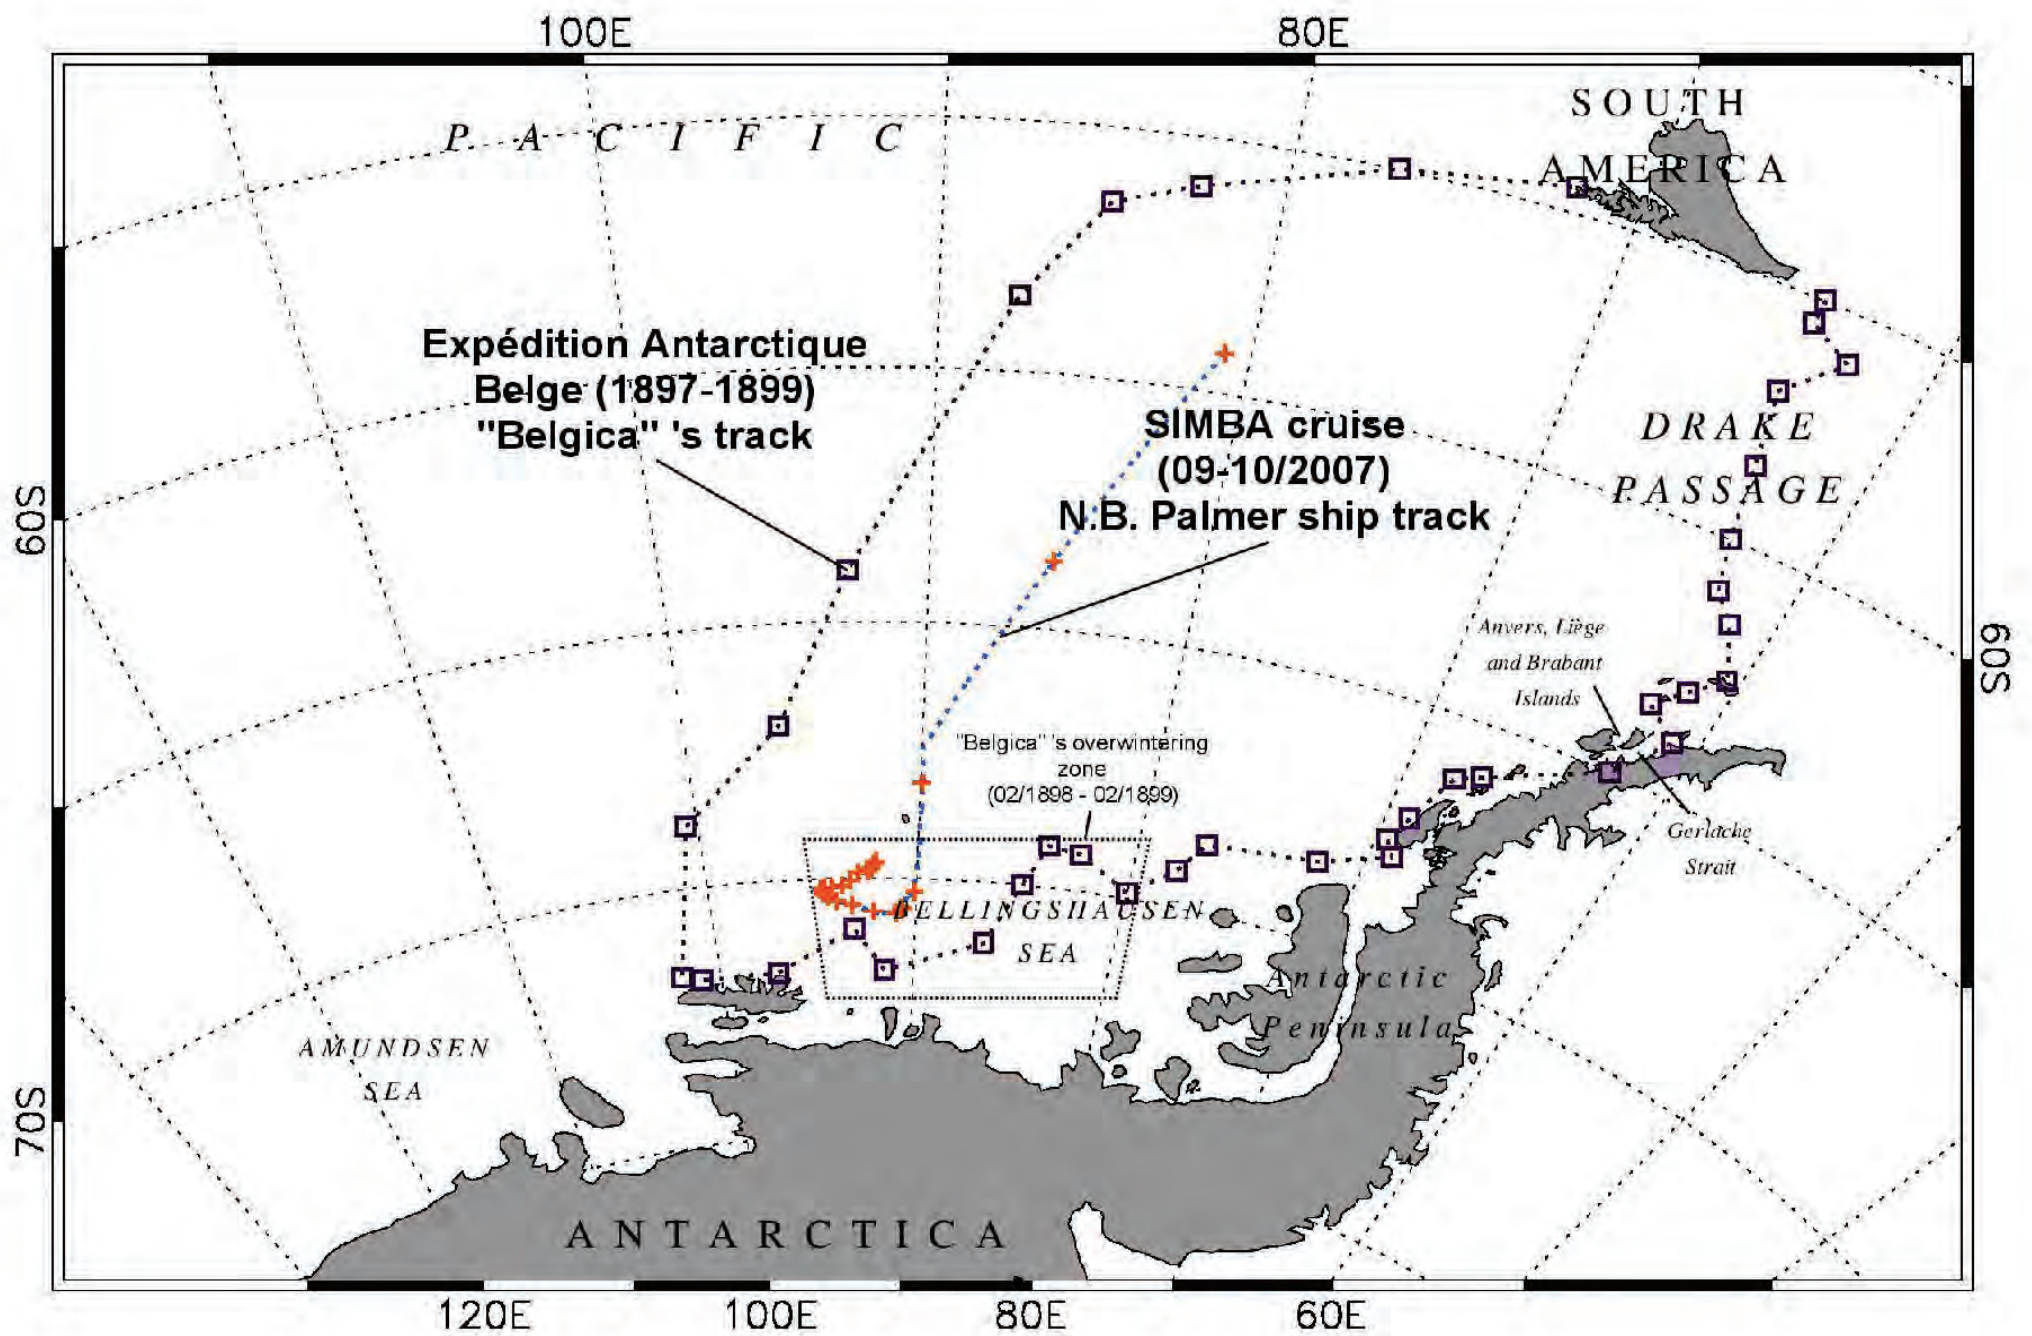 100E
80E
SOUTH
AMERICA
PACIFIC
Expédition Antarctique
Belge (1897-1899)
"Belgica" 's track
SIMBA cruise
(09-10/2007)
N.B. Palmer ship track
DRAKE
PASSAGE
60S
60S
Anvers, Liège
and Brabant
Islands
"Belgica" 's overwintering
zone
(02/1898 - 02/1899)
Gerlache
Strait
BELLINGSHAUSEN
SEA
Antarctic
Peninsula
AMUNDSEN
SEA
70S
ANTARCTICA
120E
100E
80E
60E